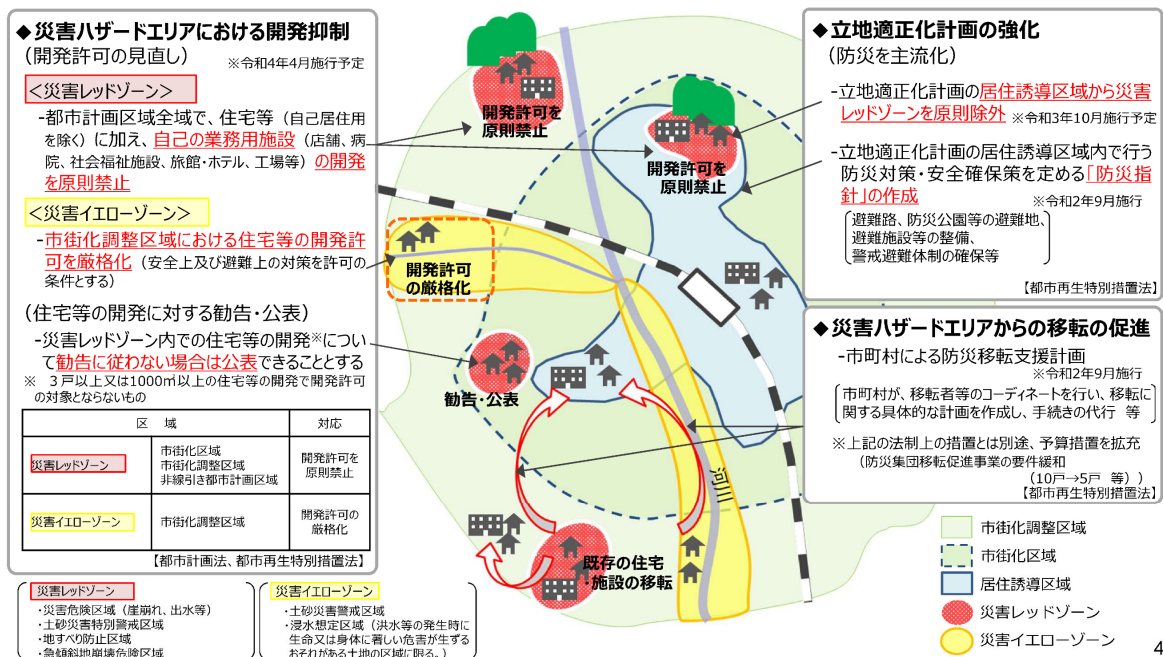 ◆災害ハザードエリアにおける開発抑制
（開発許可の見直し）
※令和4年4月施行予定
＜災害レッドゾーン＞
-都市計画区域全域で、住宅等（自己居住用
を除く）に加え、自己の業務用施設（店舗、病
院、社会福祉施設、旅館・ホテル、工場等）の開発
を原則禁止
＜災害イエローゾーン＞
-市街化調整区域における住宅等の開発許
可を厳格化（安全上及び避難上の対策を許可の
条件とする）
（住宅等の開発に対する勧告・公表）
-災害レッドゾーン内での住宅等の開発※につい
て勧告に従わない場合は公表できることとする
※　３戸以上又は1000㎡以上の住宅等の開発で開発許可
の対象とならないもの
区　域
対応
災害レッドゾーン
市街化区域
市街化調整区域
非線引き都市計画区域
開発許可を
原則禁止
災害イエローゾーン
市街化調整区域
開発許可の
厳格化
【都市計画法、都市再生特別措置法】
災害レッドゾーン
・災害危険区域（崖崩れ、出水等）
・土砂災害特別警戒区域
・地すべり防止区域
・急傾斜地崩壊危険区域
災害イエローゾーン
・土砂災害警戒区域
・浸水想定区域（洪水等の発生時に
生命又は身体に著しい危害が生ずる
おそれがある土地の区域に限る。）
開発許可を
原則禁止
開発許可を
原則禁止
開発許可
の厳格化
勧告・公表
河川
既存の住宅
・施設の移転
◆立地適正化計画の強化
（防災を主流化）
-立地適正化計画の居住誘導区域から災害
レッドゾーンを原則除外 ※令和3年10月施行予定
-立地適正化計画の居住誘導区域内で行う
防災対策・安全確保策を定める「防災指
針」の作成
※令和2年9月施行
避難路、防災公園等の避難地、
避難施設等の整備、
警戒避難体制の確保等
【都市再生特別措置法】
◆災害ハザードエリアからの移転の促進
-市町村による防災移転支援計画
※令和2年9月施行
市町村が、移転者等のコーディネートを行い、移転に
関する具体的な計画を作成し、手続きの代行　等
※上記の法制上の措置とは別途、予算措置を拡充
（防災集団移転促進事業の要件緩和
（10戸→5戸　等））
【都市再生特別措置法】
市街化調整区域
市街化区域
居住誘導区域
災害レッドゾーン
災害イエローゾーン
4